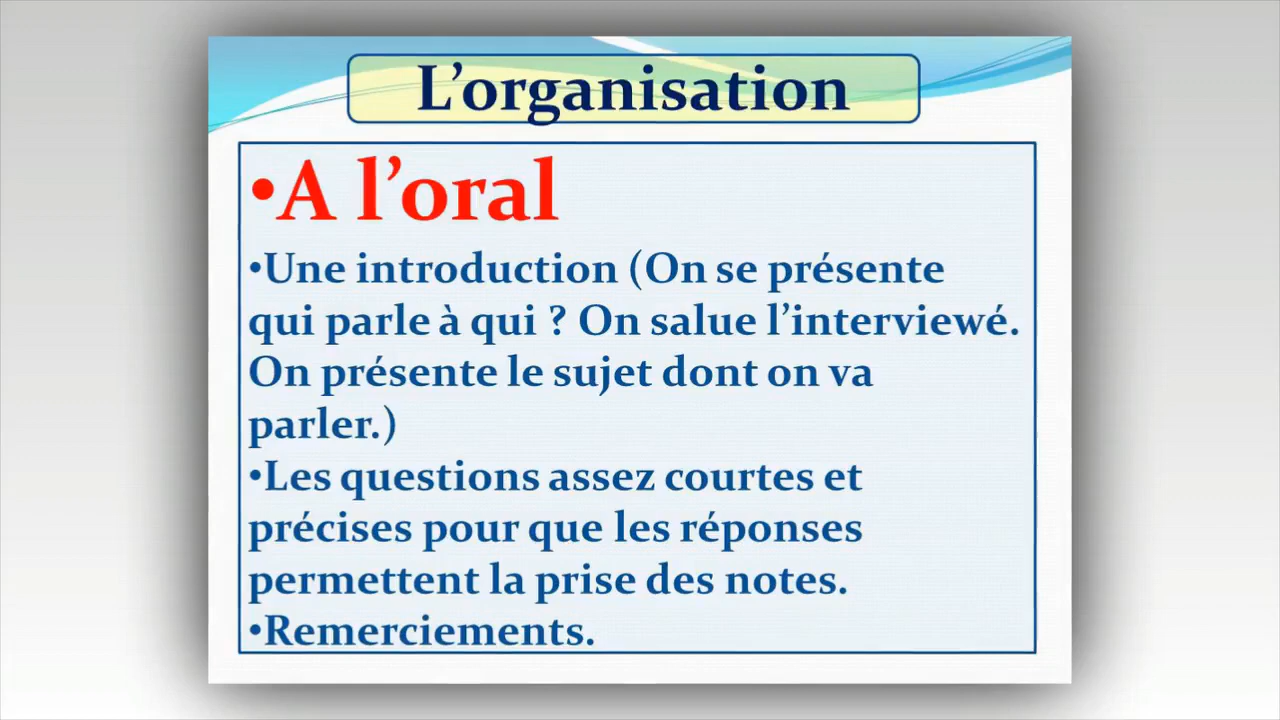 L’organisation
•A l’oral
•Une introduction (On se présente
qui parle à qui ? On salue l’interviewé.
On présente le sujet dont on va
parler.)
•Les questions assez courtes et
précises pour que les réponses
permettent la prise des notes.
•Remerciements.